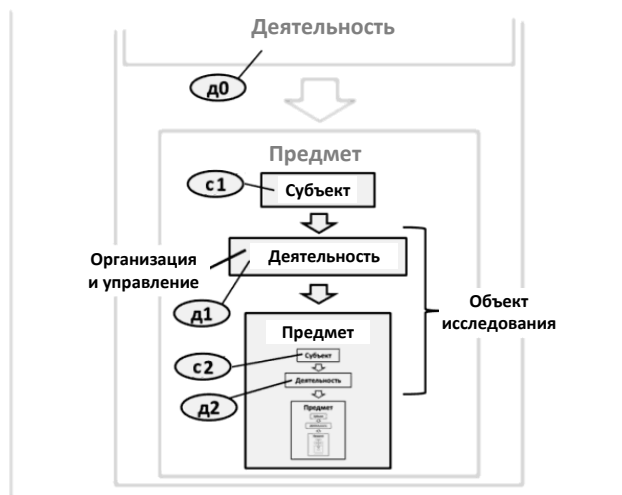 Деятельность
д0
Предмет
с1
Субъект
Организация
и управление
Деятельность
д1
Объект
исследования
Предмет
с2
Субъект
д2
Деятельность
Предмет